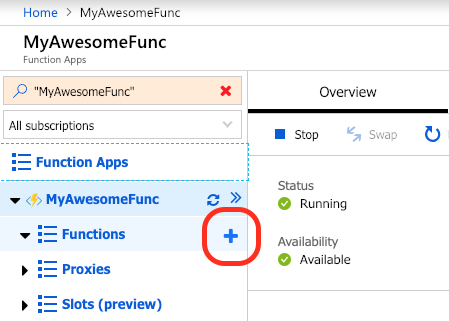 Home > MyAwesomeFunc
MyAwesomeFunc
Function Apps
"MyAwesomeFunc"
All subscriptions
Function Apps
MyAwesomeFunc
Functions
Proxies
Slots (preview)
Overview
Stop
Swap
Status
Running
Availability
Available